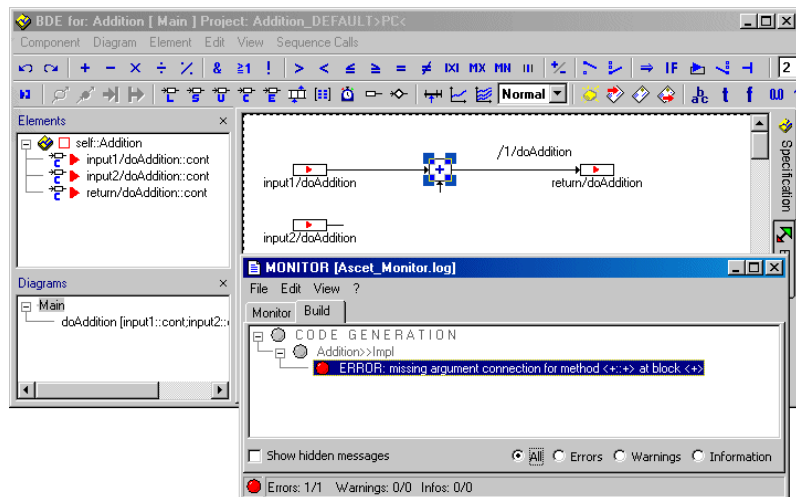 BDE for: Addition [ Main ] Project: Addition_DEFAULT>PC<
Component Diagram Element Edit View Sequence Calls
+ - × ÷ & ≥1 ! > < ≤ ≥ = ≠ IXI MX MN IF 2
Normal abc t f 0.0
Elements ×
self::Addition
input1/doAddition::cont
input2/doAddition::cont
return/doAddition::cont
Diagrams ×
Main
doAddition [input1::cont;input2::
/1/doAddition
input1/doAddition
return/doAddition
input2/doAddition
Specification
MONITOR [Ascet_Monitor.log]
File Edit View ?
Monitor Build
CODE GENERATION
Addition>>Impl
ERROR: missing argument connection for method <+::+> at block <+>
Show hidden messages All Errors Warnings Information
Errors: 1/1 Warnings: 0/0 Infos: 0/0